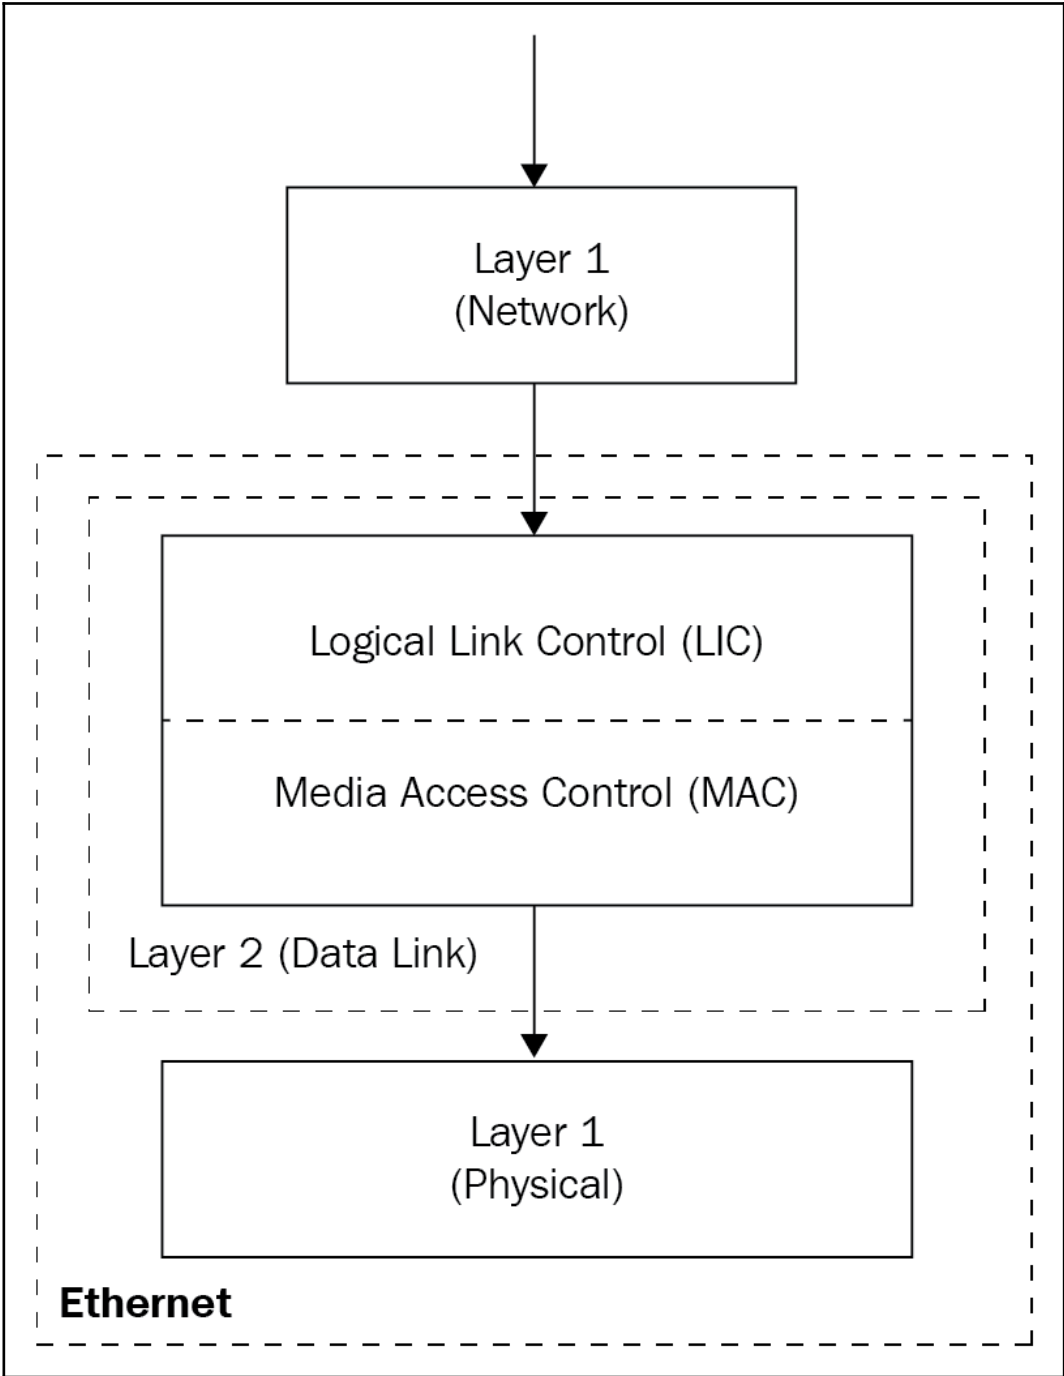 Layer 1
(Network)
Logical Link Control (LIC)
Media Access Control (MAC)
Layer 2 (Data Link)
Layer 1
(Physical)
Ethernet